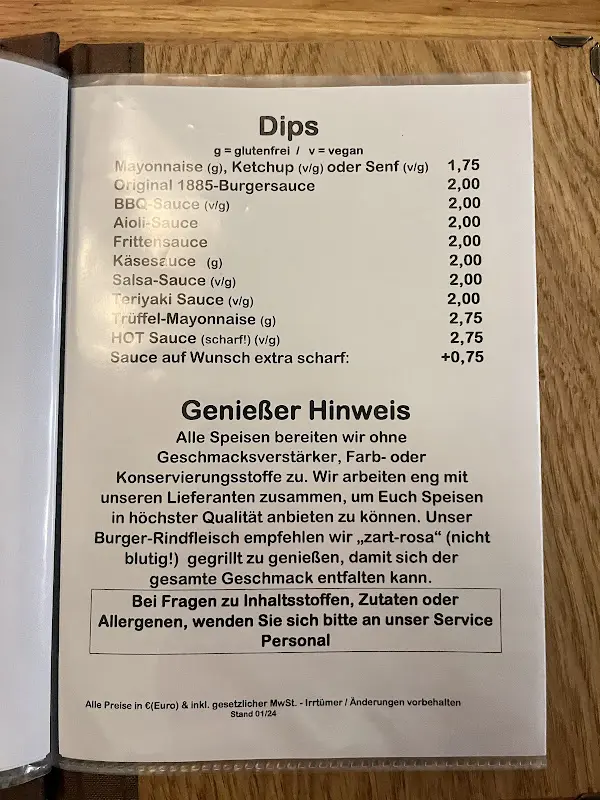 Dips
g = glutenfrei / v = vegan
Mayonnaise (g), Ketchup (v/g) oder Senf (v/g) 1,75
Original 1885-Burgersauce 2,00
BBQ-Sauce (v/g) 2,00
Aioli-Sauce 2,00
Frittensauce 2,00
Käsesauce (g) 2,00
Salsa-Sauce (v/g) 2,00
Teriyaki Sauce (v/g) 2,00
Trüffel-Mayonnaise (g) 2,75
HOT Sauce (scharf!) (v/g) 2,75
Sauce auf Wunsch extra scharf: +0,75
Genießer Hinweis
Alle Speisen bereiten wir ohne
Geschmacksverstärker, Farb- oder
Konservierungsstoffe zu. Wir arbeiten eng mit
unseren Lieferanten zusammen, um Euch Speisen
in höchster Qualität anbieten zu können. Unser
Burger-Rindfleisch empfehlen wir „zart-rosa“ (nicht
blutig!) gegrillt zu genießen, damit sich der
gesamte Geschmack entfalten kann.
Bei Fragen zu Inhaltsstoffen, Zutaten oder
Allergenen, wenden Sie sich bitte an unser Service
Personal
Alle Preise in €(Euro) & inkl. gesetzlicher MwSt. - Irrtümer / Änderungen vorbehalten
Stand 01/24